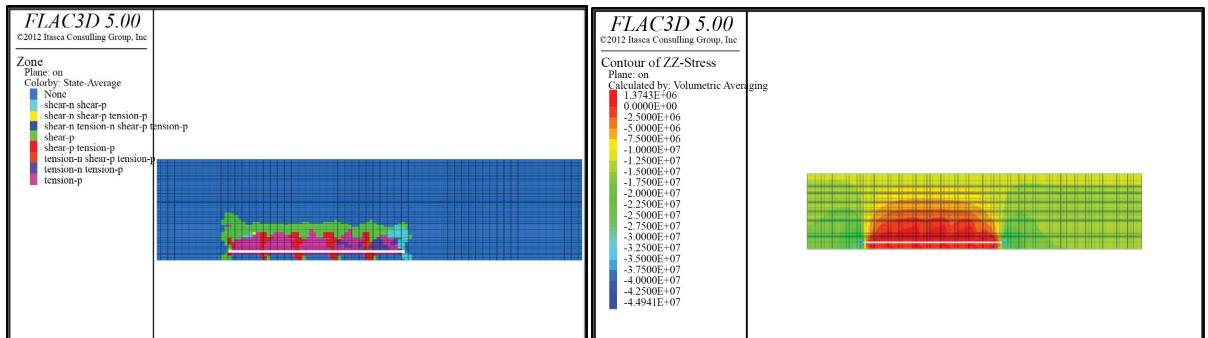 FLAC3D 5.00
©2012 Itasca Consulling Group, Inc
Zone
Plane: on
Colorby: State-Average
None
shear-n shear-p
shear-n shear-p tension-p
shear-n tension-n shear-p tension-p
shear-p
shear-p tension-p
tension-n shear-p tension-p
tension-n tension-p
tension-p
FLAC3D 5.00
©2012 Itasca Consulling Group, Inc
Contour of ZZ-Stress
Plane: on
Calculated by: Volumetric Averaging
1.3743E+06
0.0000E+00
-2.5000E+06
-5.0000E+06
-7.5000E+06
-1.0000E+07
-1.2500E+07
-1.5000E+07
-1.7500E+07
-2.0000E+07
-2.2500E+07
-2.5000E+07
-2.7500E+07
-3.0000E+07
-3.2500E+07
-3.5000E+07
-3.7500E+07
-4.0000E+07
-4.2500E+07
-4.4941E+07